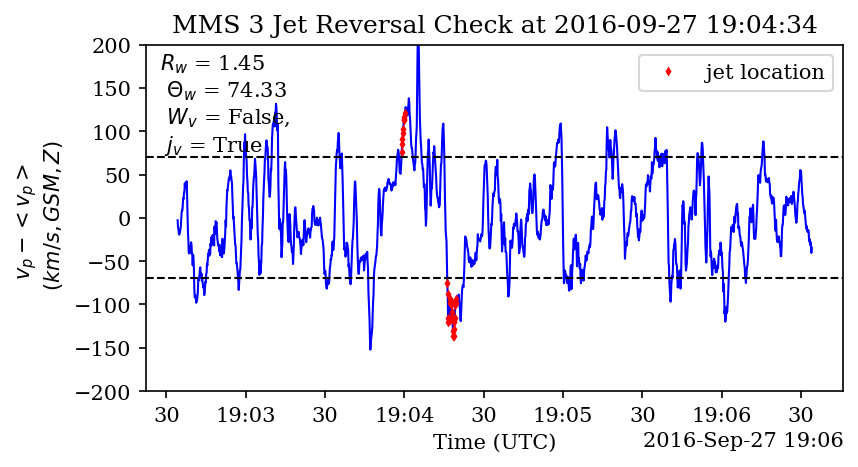 MMS 3 Jet Reversal Check at 2016-09-27 19:04:34
R_w = 1.45
Θ_w = 74.33
W_v = False,
j_v = True
jet location
200
150
100
50
0
−50
−100
−150
−200
v_p − < v_p >
(km/s, GSM, Z)
30 19:03 30 19:04 30 19:05 30 19:06 30
Time (UTC)
2016-Sep-27 19:06